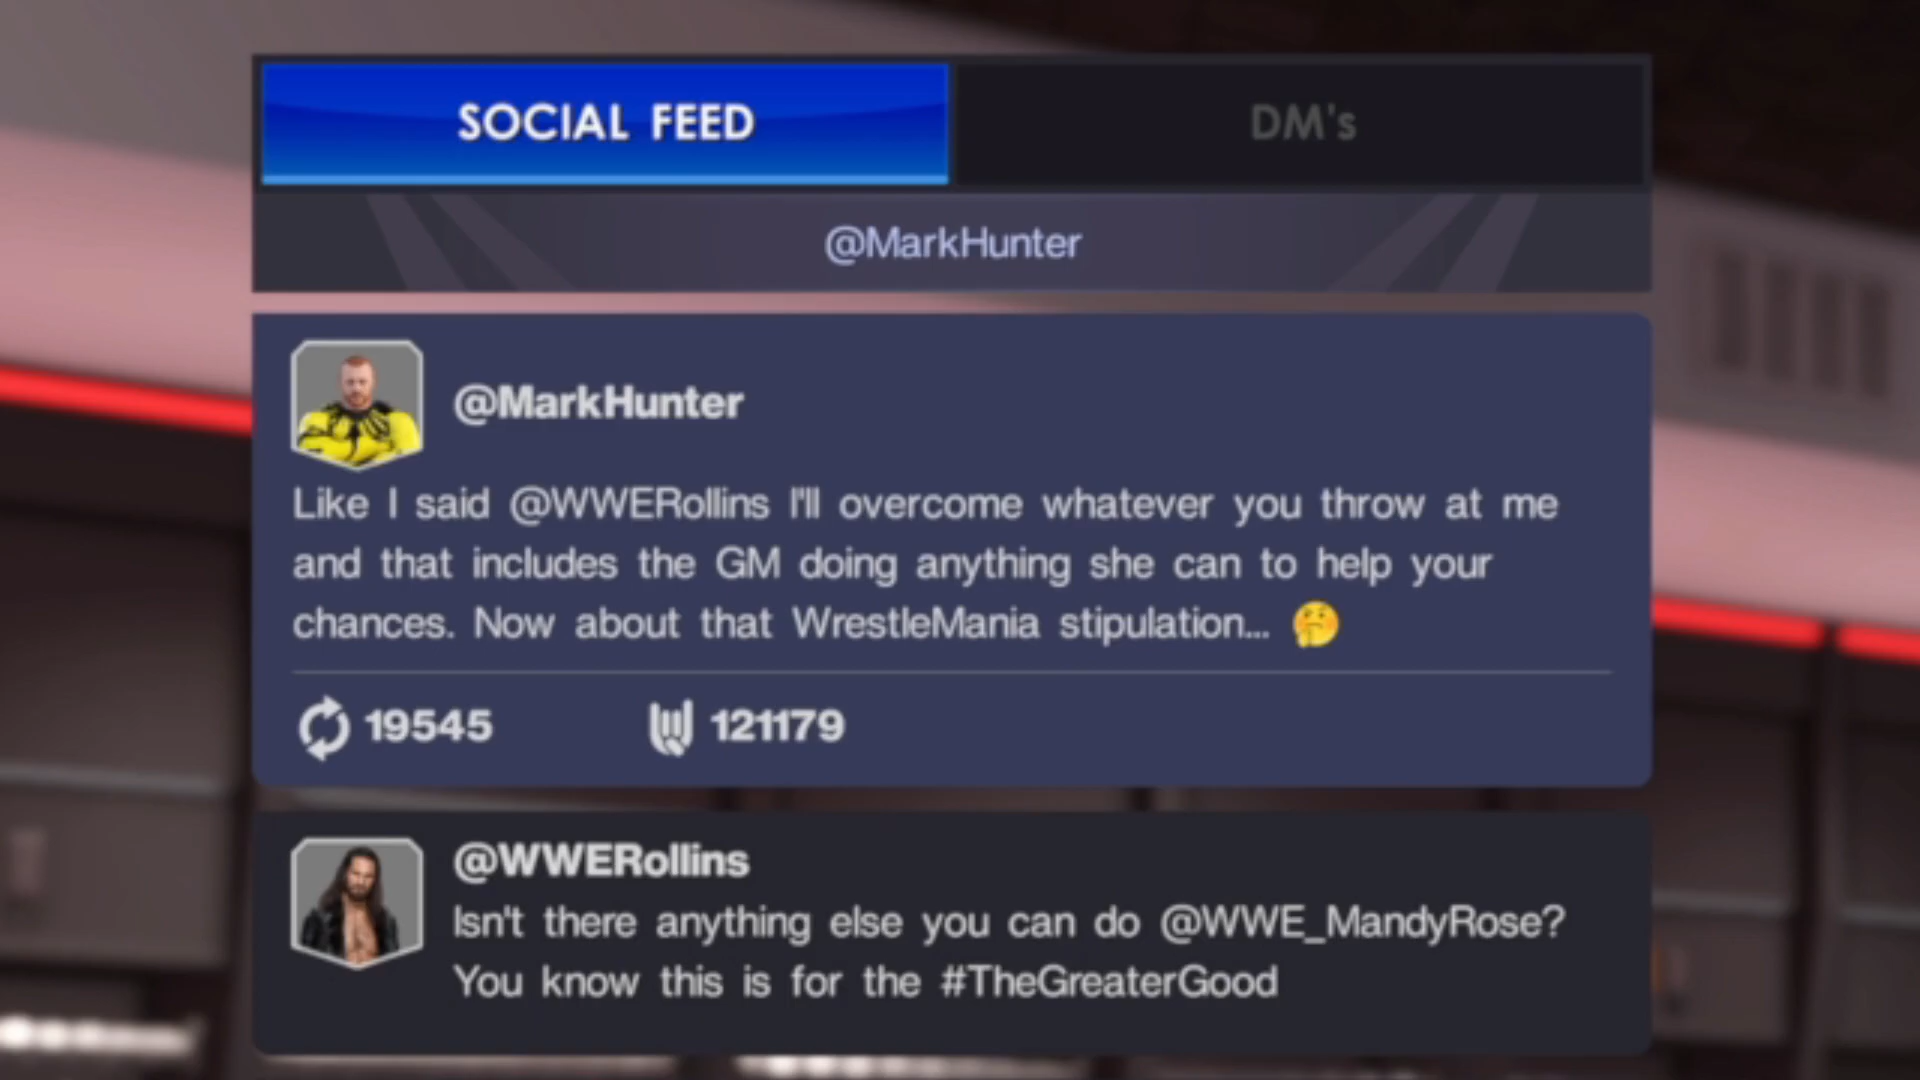 SOCIAL FEED
DM's
@MarkHunter
@MarkHunter
Like I said @WWERollins I'll overcome whatever you throw at me
and that includes the GM doing anything she can to help your
chances. Now about that WrestleMania stipulation... 🤔
19545
121179
@WWERollins
Isn't there anything else you can do @WWE_MandyRose?
You know this is for the #TheGreaterGood